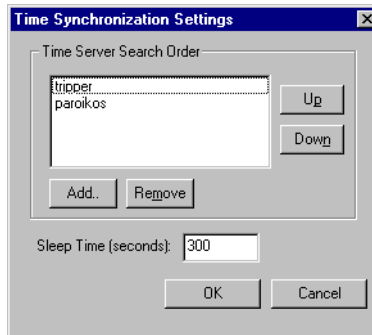 Time Synchronization Settings
Time Server Search Order
tripper
paroikos
Up
Down
Add..
Remove
Sleep Time (seconds):
300
OK
Cancel